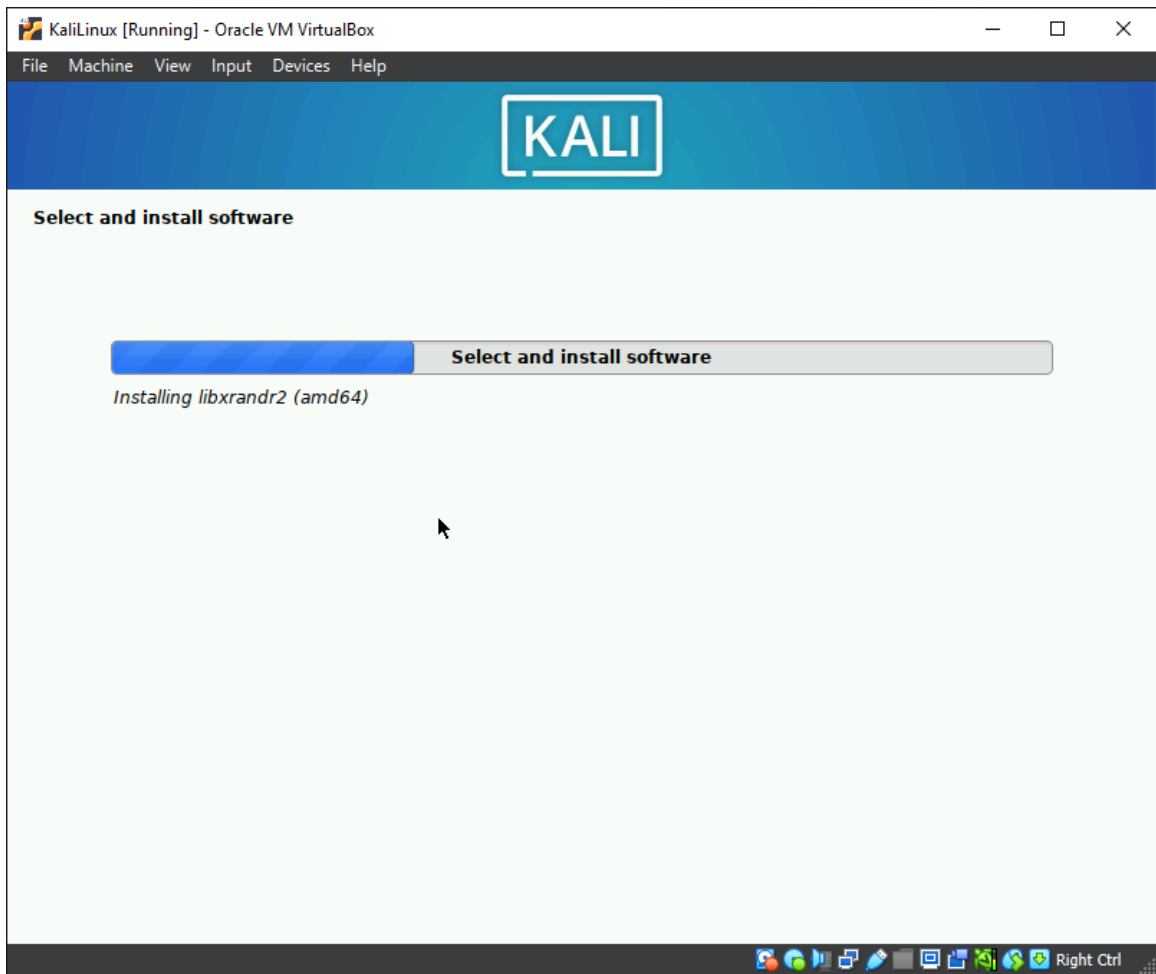 KaliLinux [Running] - Oracle VM VirtualBox
File Machine View Input Devices Help
KALI
Select and install software
Select and install software
Installing libxrandr2 (amd64)
Right Ctrl